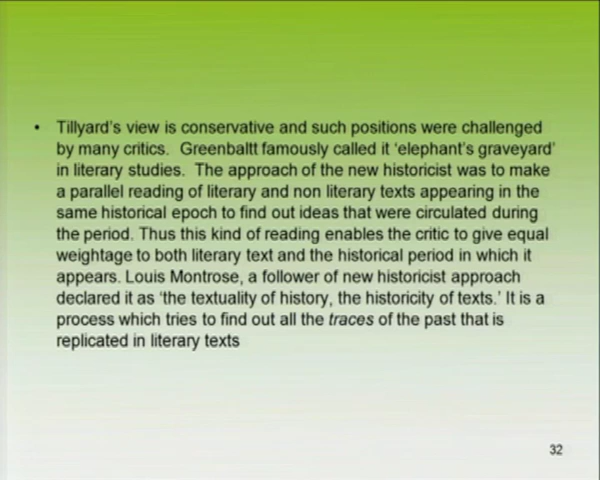 • Tillyard's view is conservative and such positions were challenged
by many critics. Greenbaltt famously called it 'elephant's graveyard'
in literary studies. The approach of the new historicist was to make
a parallel reading of literary and non literary texts appearing in the
same historical epoch to find out ideas that were circulated during
the period. Thus this kind of reading enables the critic to give equal
weightage to both literary text and the historical period in which it
appears. Louis Montrose, a follower of new historicist approach
declared it as 'the textuality of history, the historicity of texts.' It is a
process which tries to find out all the traces of the past that is
replicated in literary texts
32